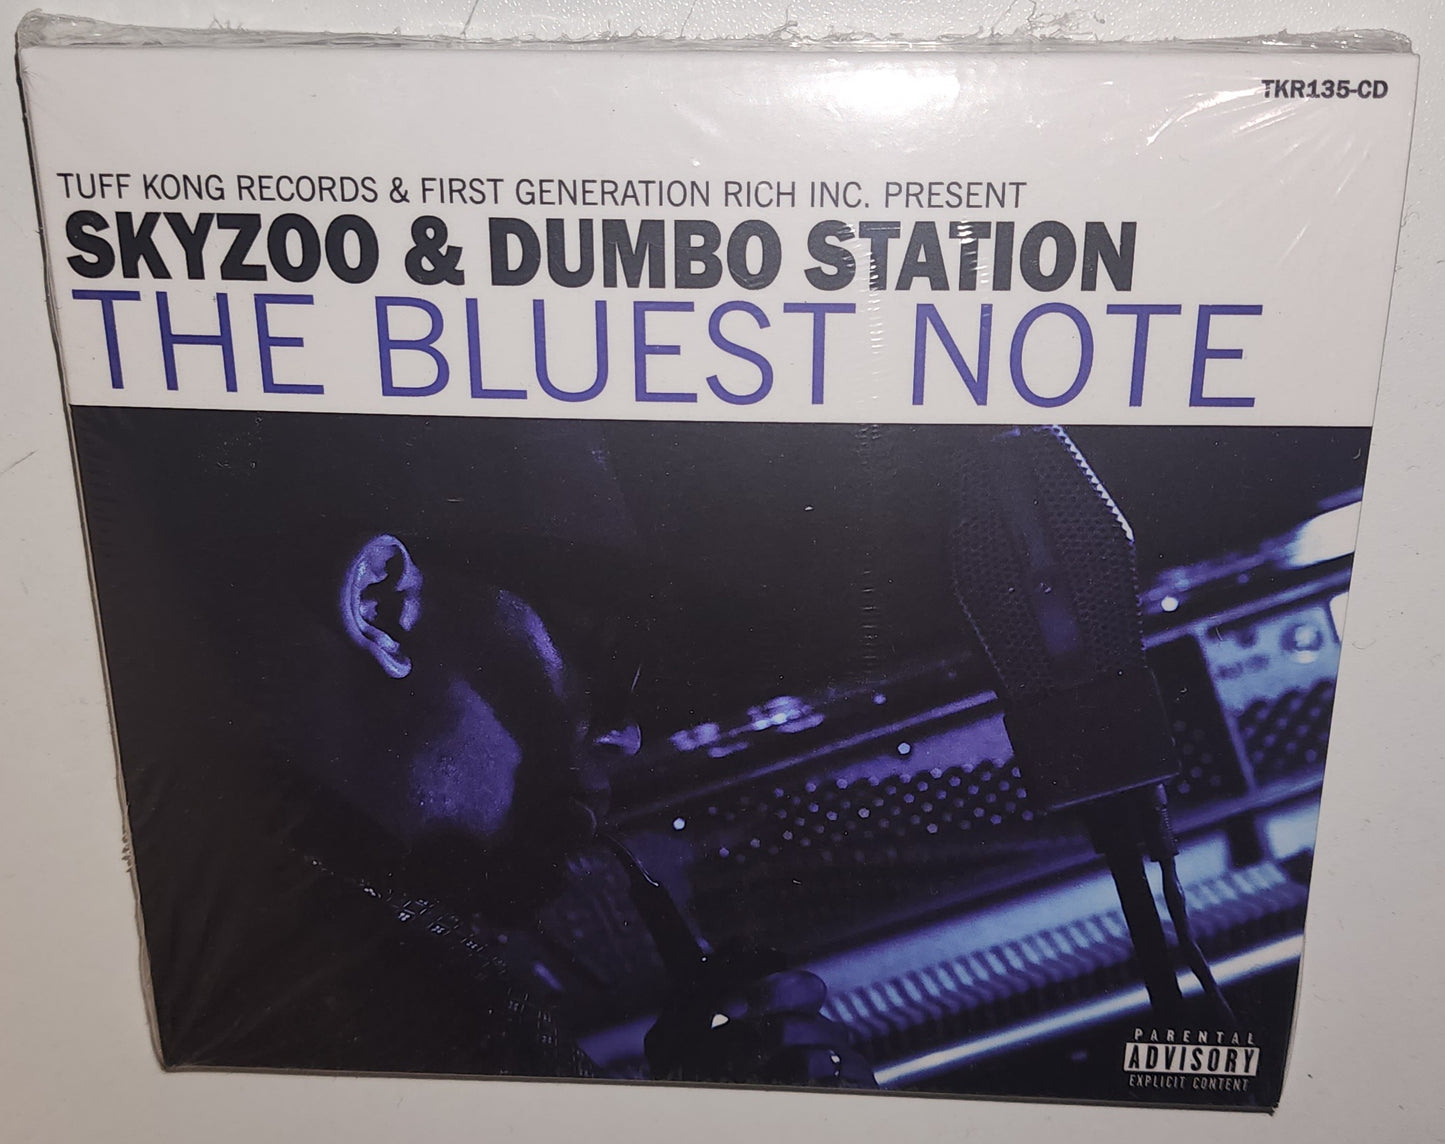 TKR135-CD
TUFF KONG RECORDS & FIRST GENERATION RICH INC. PRESENT
SKYZOO & DUMBO STATION
THE BLUEST NOTE
PARENTAL
ADVISORY
EXPLICIT CONTENT